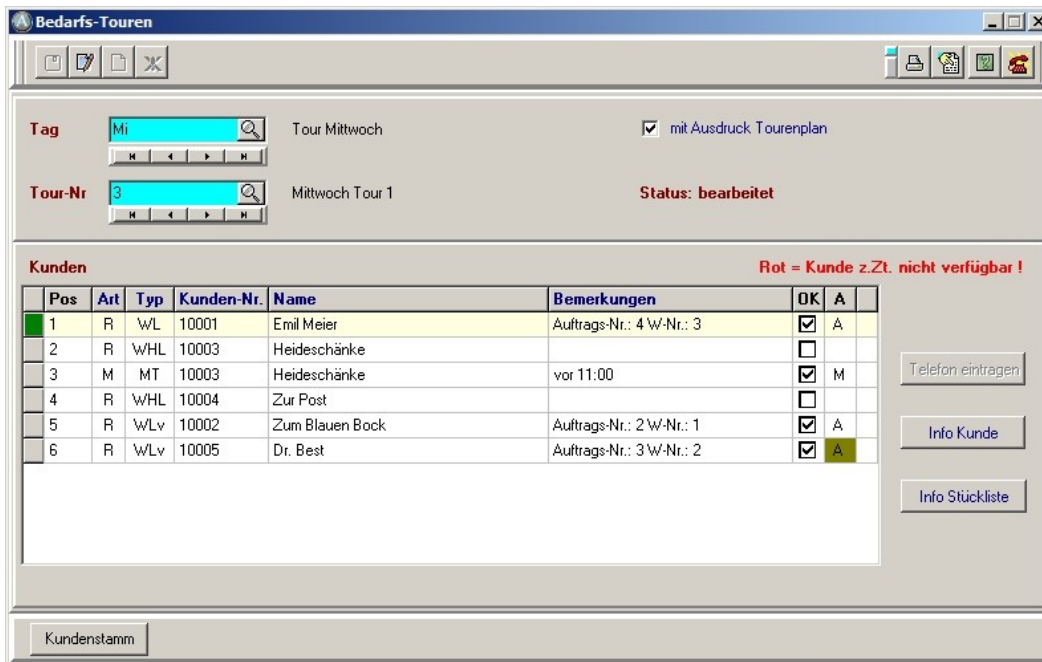 Bedarfs-Touren
Tag Mi Tour Mittwoch mit Ausdruck Tourenplan
Tour-Nr 3 Mittwoch Tour 1 Status: bearbeitet
Kunden Rot = Kunde z.Zt. nicht verfügbar !
Pos Art Typ Kunden-Nr. Name Bemerkungen OK A
1 R WL 10001 Emil Meier Auftrags-Nr.: 4 W-Nr.: 3 A
2 R WHL 10003 Heideschänke
3 M MT 10003 Heideschänke vor 11:00 M
4 R WHL 10004 Zur Post
5 R WLv 10002 Zum Blauen Bock Auftrags-Nr.: 2 W-Nr.: 1 A
6 R WLv 10005 Dr. Best Auftrags-Nr.: 3 W-Nr.: 2 A
Telefon eintragen
Info Kunde
Info Stückliste
Kundenstamm